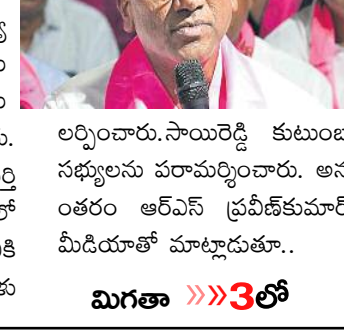 లర్పించారు.సాయిరెడ్డి కుటుంబ
సభ్యులను పరామర్శించారు. అన
ంతరం ఆర్ఎస్ ప్రవీణ్‌కుమార్
మీడియాతో మాట్లాడుతూ..
మిగతా »»3లో